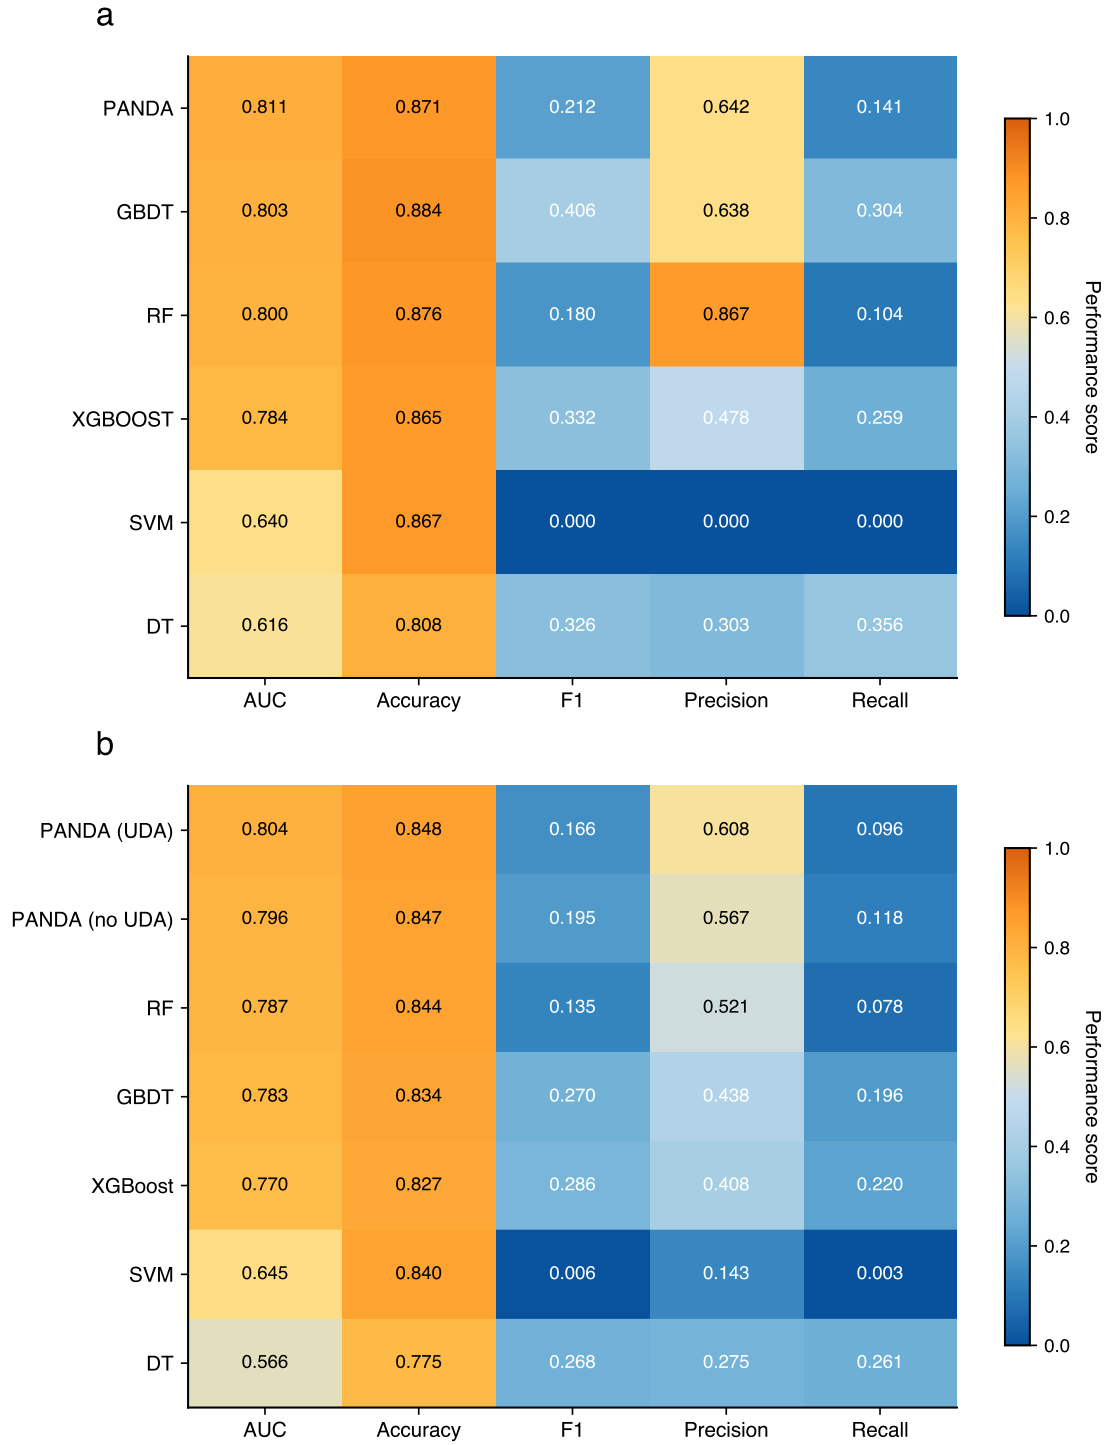 a
PANDA 0.811 0.871 0.212 0.642 0.141
GBDT 0.803 0.884 0.406 0.638 0.304
RF 0.800 0.876 0.180 0.867 0.104
XGBOOST 0.784 0.865 0.332 0.478 0.259
SVM 0.640 0.867 0.000 0.000 0.000
DT 0.616 0.808 0.326 0.303 0.356
AUC Accuracy F1 Precision Recall
1.0
0.8
0.6
0.4
0.2
0.0
Performance score
b
PANDA (UDA) 0.804 0.848 0.166 0.608 0.096
PANDA (no UDA) 0.796 0.847 0.195 0.567 0.118
RF 0.787 0.844 0.135 0.521 0.078
GBDT 0.783 0.834 0.270 0.438 0.196
XGBoost 0.770 0.827 0.286 0.408 0.220
SVM 0.645 0.840 0.006 0.143 0.003
DT 0.566 0.775 0.268 0.275 0.261
AUC Accuracy F1 Precision Recall
1.0
0.8
0.6
0.4
0.2
0.0
Performance score